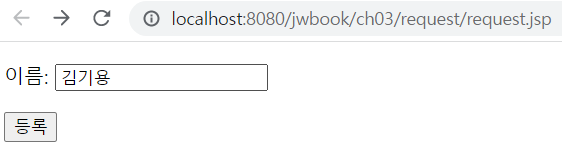 localhost:8080/jwbook/ch03/request/request.jsp
이름: 김기용
등록